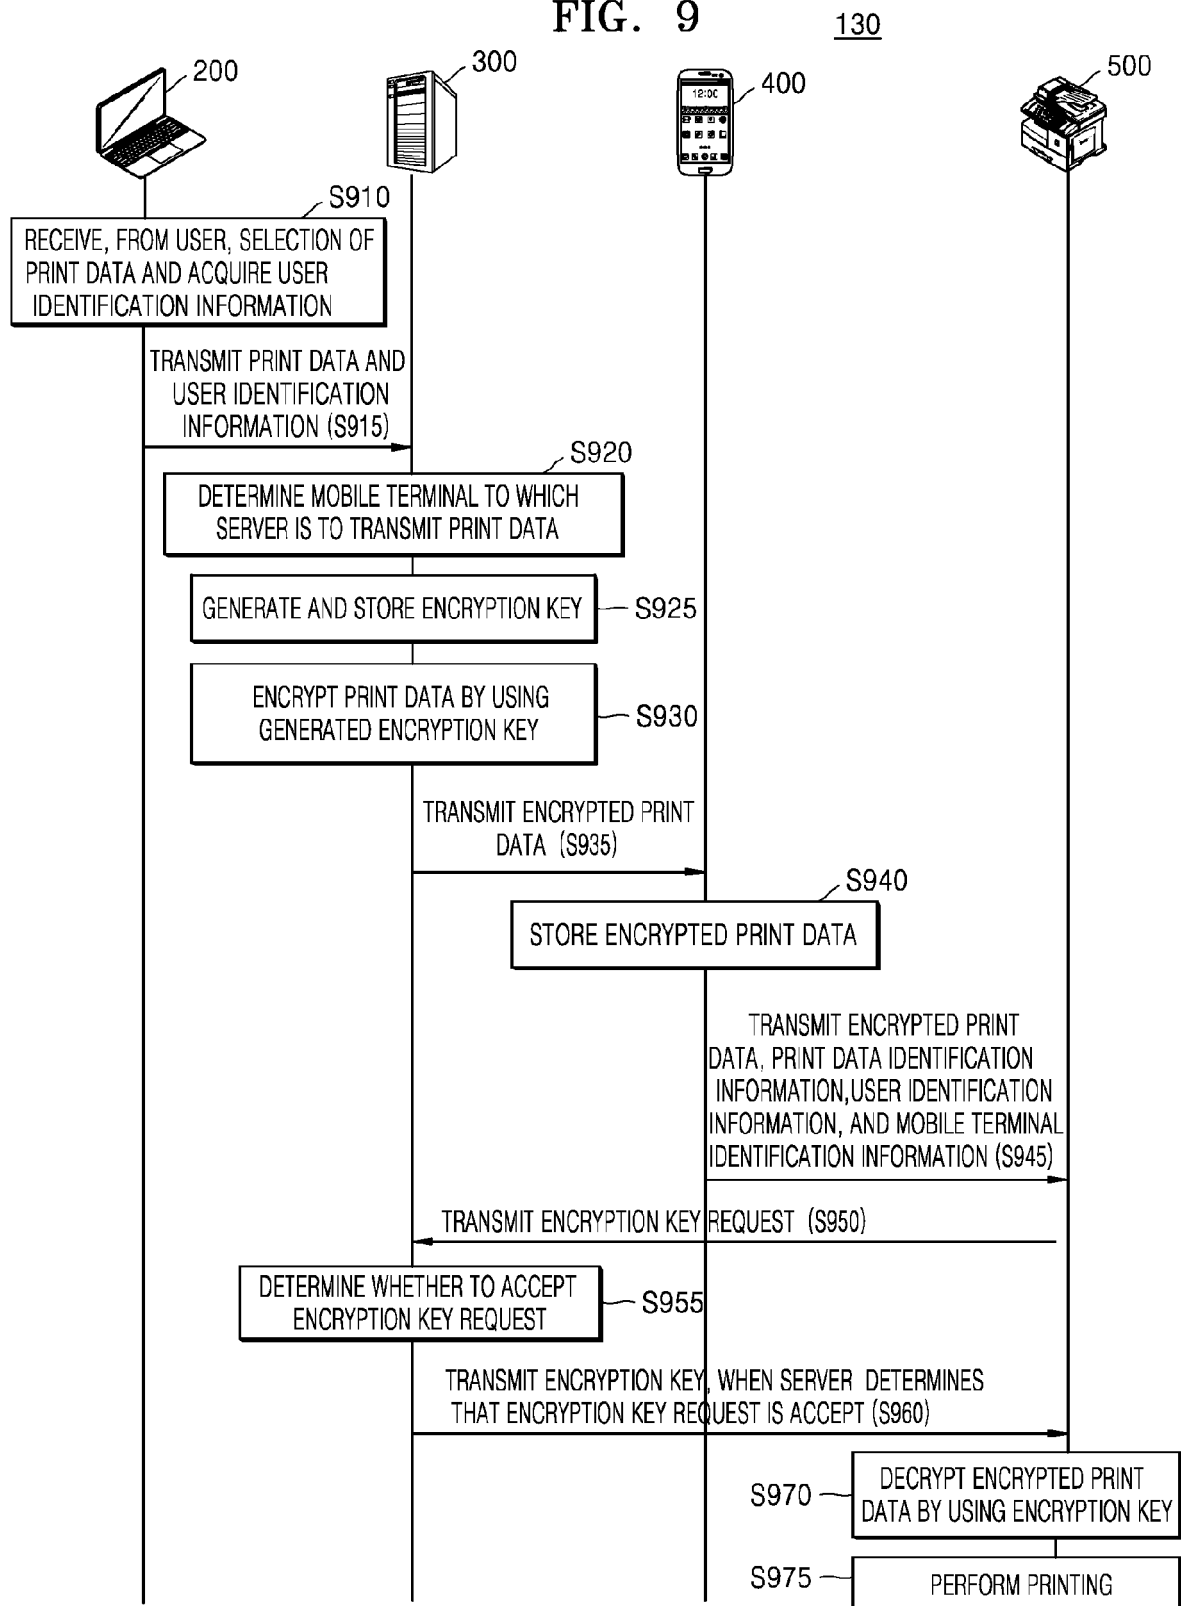 FIG. 9
130
200
300
400
500
12:00
S910
RECEIVE, FROM USER, SELECTION OF
PRINT DATA AND ACQUIRE USER
IDENTIFICATION INFORMATION
TRANSMIT PRINT DATA AND
USER IDENTIFICATION
INFORMATION (S915)
S920
DETERMINE MOBILE TERMINAL TO WHICH
SERVER IS TO TRANSMIT PRINT DATA
GENERATE AND STORE ENCRYPTION KEY
S925
ENCRYPT PRINT DATA BY USING
GENERATED ENCRYPTION KEY
S930
TRANSMIT ENCRYPTED PRINT
DATA (S935)
S940
STORE ENCRYPTED PRINT DATA
TRANSMIT ENCRYPTED PRINT
DATA, PRINT DATA IDENTIFICATION
INFORMATION,USER IDENTIFICATION
INFORMATION, AND MOBILE TERMINAL
IDENTIFICATION INFORMATION (S945)
TRANSMIT ENCRYPTION KEY REQUEST (S950)
DETERMINE WHETHER TO ACCEPT
ENCRYPTION KEY REQUEST
S955
TRANSMIT ENCRYPTION KEY, WHEN SERVER DETERMINES
THAT ENCRYPTION KEY REQUEST IS ACCEPT (S960)
S970
DECRYPT ENCRYPTED PRINT
DATA BY USING ENCRYPTION KEY
S975
PERFORM PRINTING